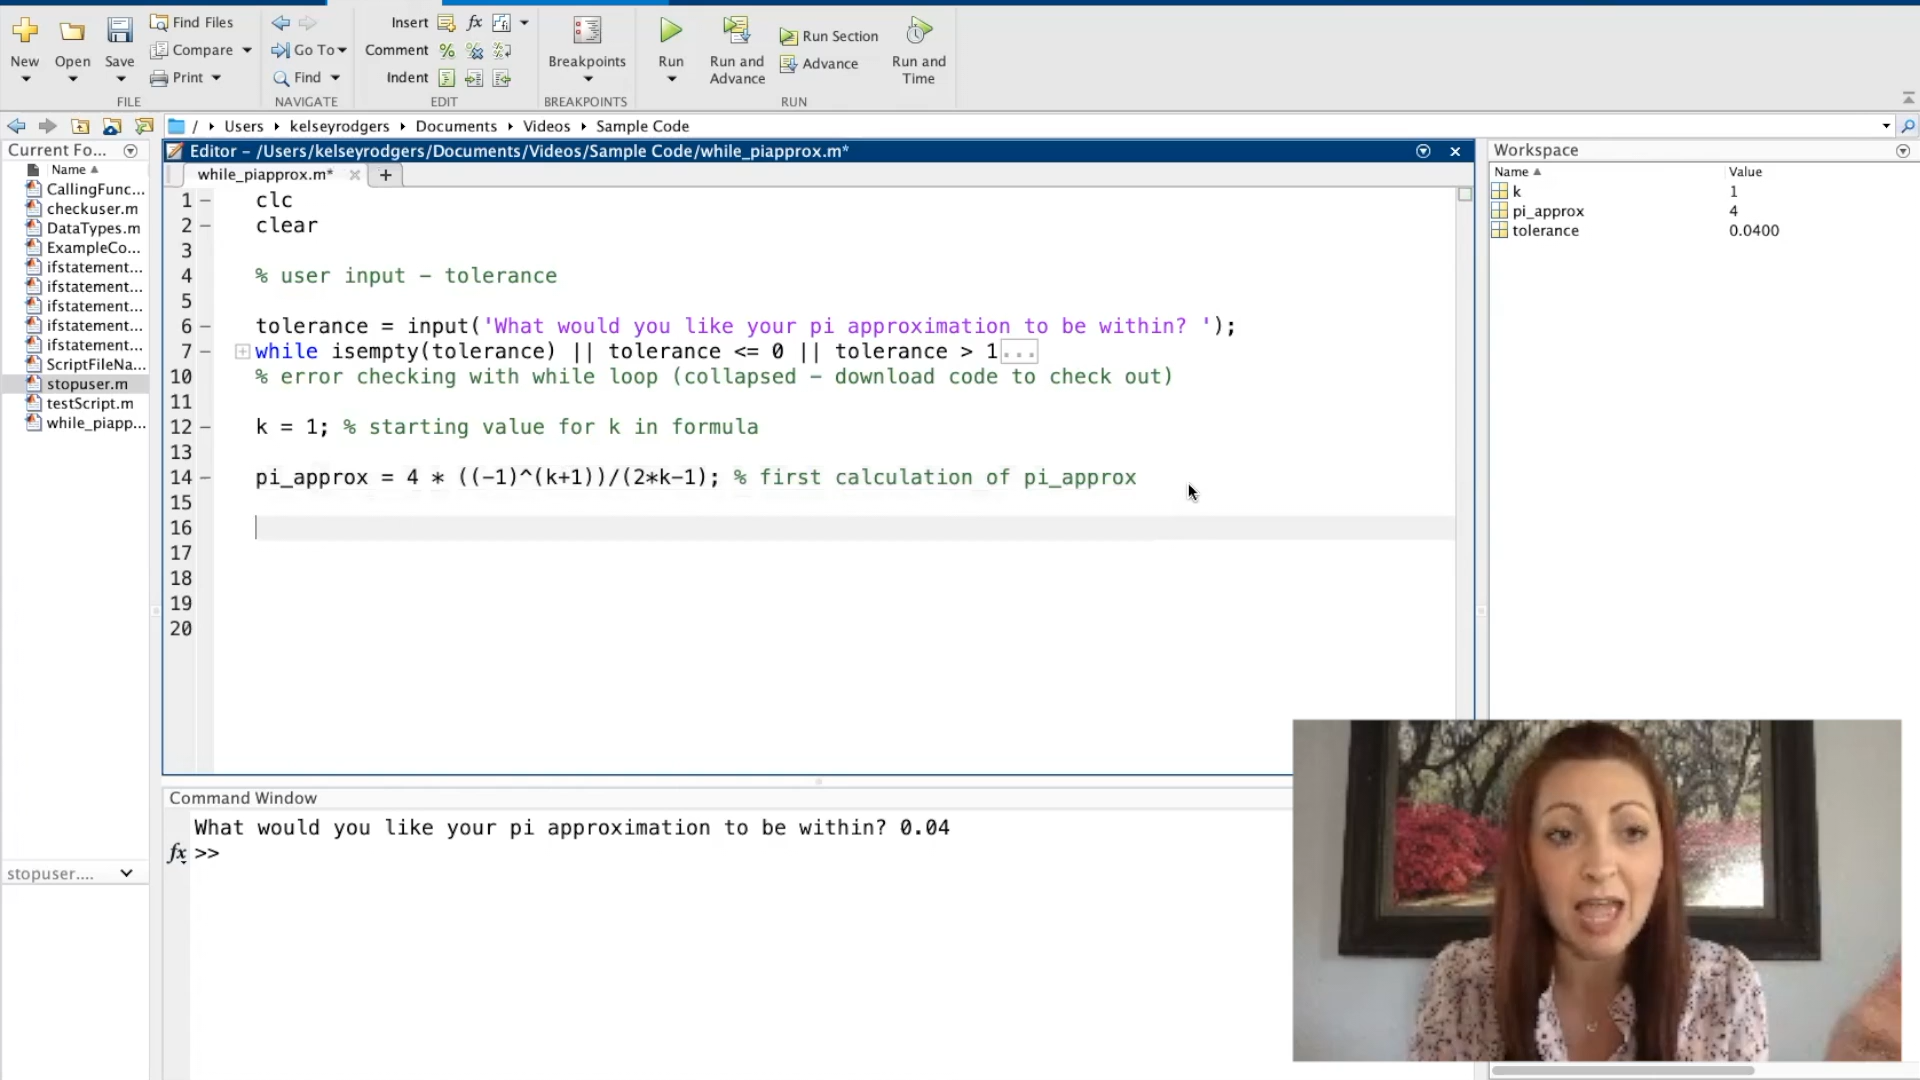 New
Open
Save
Find Files
Compare
Print
FILE
Go To
Find
NAVIGATE
Insert fx
Comment % %
Indent
EDIT
Breakpoints
BREAKPOINTS
Run
Run and Advance
Run Section
Advance
Run and Time
RUN
/ Users kelseyrodgers Documents Videos Sample Code
Current Fo...
Name
CallingFunc...
checkuser.m
DataTypes.m
ExampleCo...
ifstatement...
ifstatement...
ifstatement...
ifstatement...
ifstatement...
ScriptFileNa...
stopuser.m
testScript.m
while_piapp...
stopuser....
Editor - /Users/kelseyrodgers/Documents/Videos/Sample Code/while_piapprox.m*
while_piapprox.m* +
1 - clc
2 - clear
3
4 % user input - tolerance
5
6 - tolerance = input('What would you like your pi approximation to be within? ');
7 - while isempty(tolerance) || tolerance <= 0 || tolerance > 1...
10 % error checking with while loop (collapsed - download code to check out)
11
12 - k = 1; % starting value for k in formula
13
14 - pi_approx = 4 * ((-1)^(k+1))/(2*k-1); % first calculation of pi_approx
15
16
17
18
19
20
Command Window
What would you like your pi approximation to be within? 0.04
fx >>
Workspace
Name Value
k 1
pi_approx 4
tolerance 0.0400